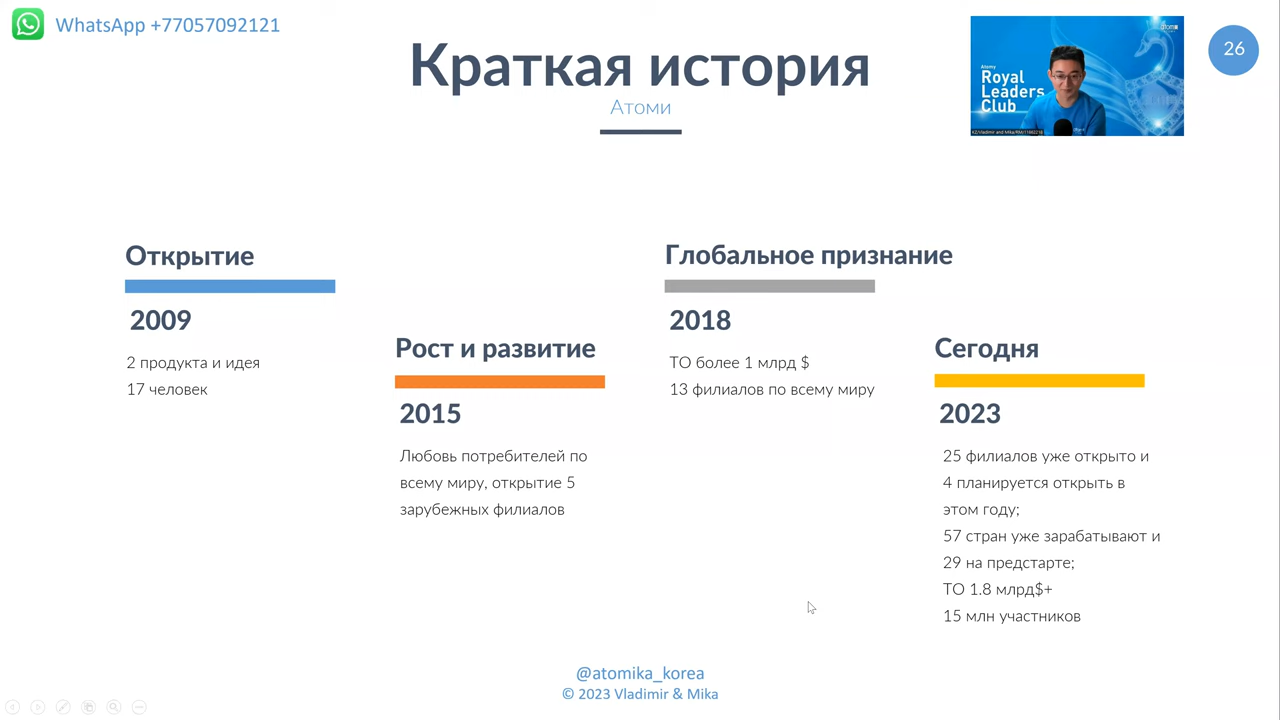 WhatsApp +77057092121
Краткая история
Атоми
Atomy
Royal
Leaders
Club
26
Открытие
2009
2 продукта и идея
17 человек
Рост и развитие
2015
Любовь потребителей по
всему миру, открытие 5
зарубежных филиалов
Глобальное признание
2018
ТО более 1 млрд $
13 филиалов по всему миру
Сегодня
2023
25 филиалов уже открыто и
4 планируется открыть в
этом году;
57 стран уже зарабатывают и
29 на предстарте;
ТО 1.8 млрд$+
15 млн участников
@atomika_korea
© 2023 Vladimir & Mika